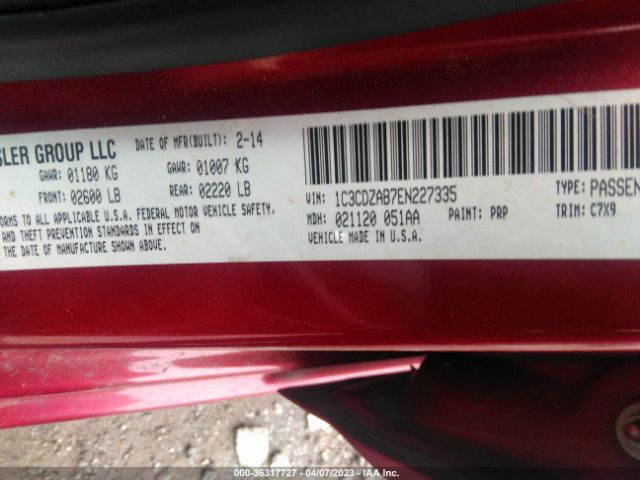 SLER GROUP LLC DATE OF MFR(BUILT): 2-14
GAWR: 01180 KG GAWR: 01007 KG
FRONT: 02600 LB REAR: 02220 LB
ORMS TO ALL APPLICABLE U.S.A. FEDERAL MOTOR VEHICLE SAFETY,
AND THEFT PREVENTION STANDARDS IN EFFECT ON
THE DATE OF MANUFACTURE SHOWN ABOVE.
VIN: 1C3CDZAB7EN227335 TYPE: PASSEN
MDH: 021120 051AA PAINT: PRP TRIM: C7X9
VEHICLE MADE IN U.S.A.
000-36317727 - 04/07/2023 - © IAAI.com